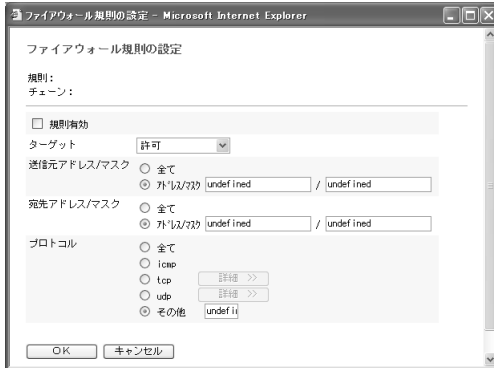 ファイアウォール規則の設定 - Microsoft Internet Explorer
ファイアウォール規則の設定
規則：
チェーン：
規則有効
ターゲット 許可
送信元アドレス/マスク 全て
ｱﾄﾞﾚｽ/ﾏｽｸ undefined / undefined
宛先アドレス/マスク 全て
ｱﾄﾞﾚｽ/ﾏｽｸ undefined / undefined
プロトコル 全て
icmp
tcp 詳細 >>
udp 詳細 >>
その他 undefi
OK キャンセル